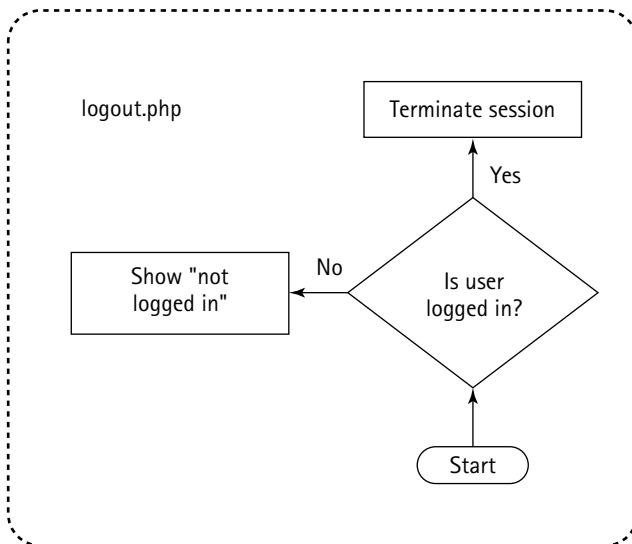 logout.php
Terminate session
Yes
No
Show "not
logged in"
Is user
logged in?
Start